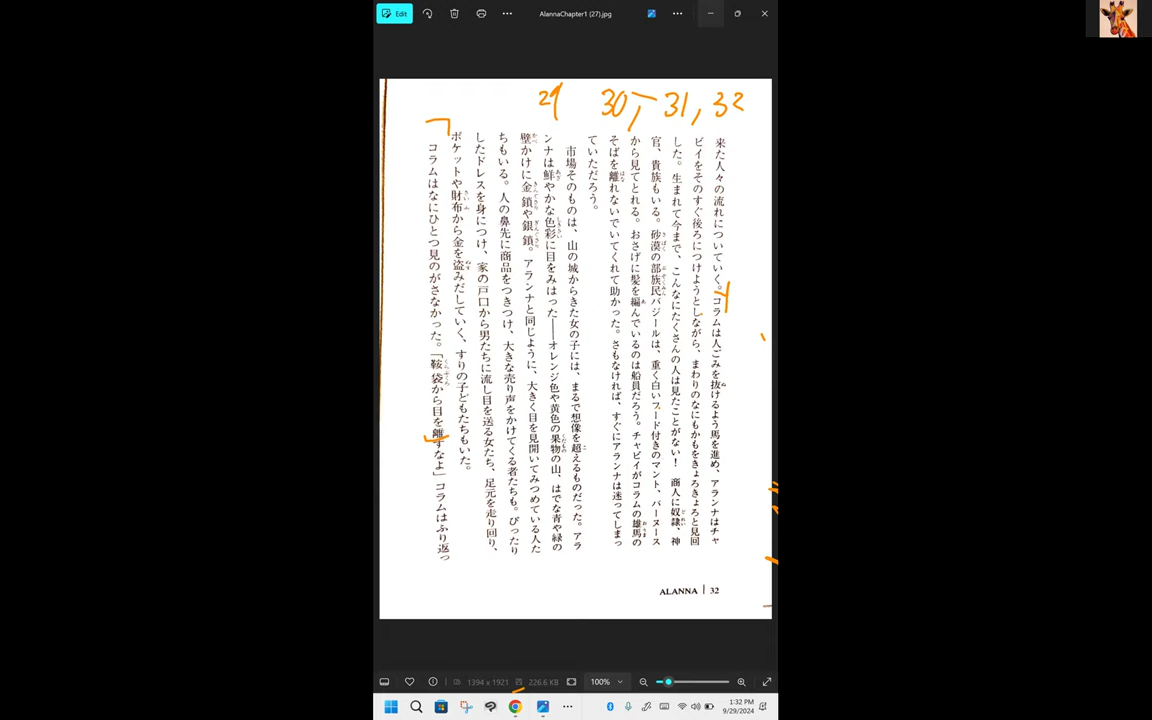 Edit
AlannaChapter1 (27).jpg
29 30, 31, 32
来た人々の流れについていく。コラムは人ごみを抜けるよう馬を進め、アランナはチャ
ビイをそのすぐ後ろにつけようとしながら、まわりのなにもかもをきょろきょろと見回
した。生まれて今まで、こんなにたくさんの人は見たことがない！ 商人に奴隷、神
官、貴族もいる。砂漠の部族民バジールは、重く白いフード付きのマント、バーヌース
から見てとれる。おさげに髪を編んでいるのは船員だろう。チャビイがコラムの雄馬の
そばを離れないでいてくれて助かった。さもなければ、すぐにアランナは迷ってしまっ
ていただろう。
市場そのものは、山の城からきた女の子には、まるで想像を超えるものだった。アラ
ンナは鮮やかな色彩に目をみはった――オレンジ色や黄色の果物の山、はでな青や緑の
壁かけに金鎖や銀鎖。アランナと同じように、大きく目を見開いてみつめている人た
ちもいる。人の鼻先に商品をつきつけ、大きな売り声をかけてくる者たちも。ぴったり
したドレスを身につけ、家の戸口から男たちに流し目を送る女たち、足元を走り回り、
ポケットや財布から金を盗みだしていく、すりの子どもたちもいた。
コラムはなにひとつ見のがさなかった。「鞍袋から目を離すなよ」コラムはふり返っ
ALANNA | 32
1394 x 1921
226.6 KB
100%
1:32 PM
9/29/2024